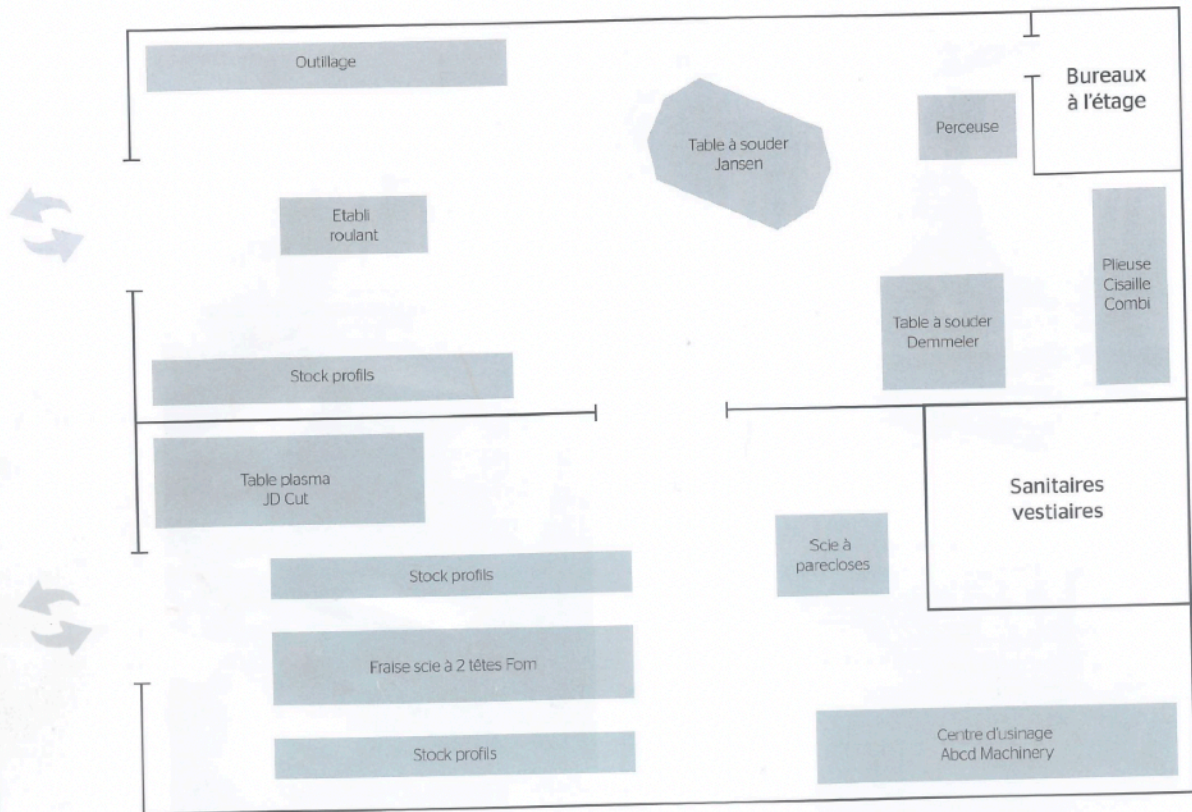 Outillage
Bureaux
à l'étage
Perceuse
Table à souder
Jansen
Etabli
roulant
Plieuse
Cisaille
Combi
Table à souder
Demmeler
Stock profils
Table plasma
JD Cut
Sanitaires
vestiaires
Scie à
parecloses
Stock profils
Fraise scie à 2 têtes Fom
Centre d'usinage
Abcd Machinery
Stock profils